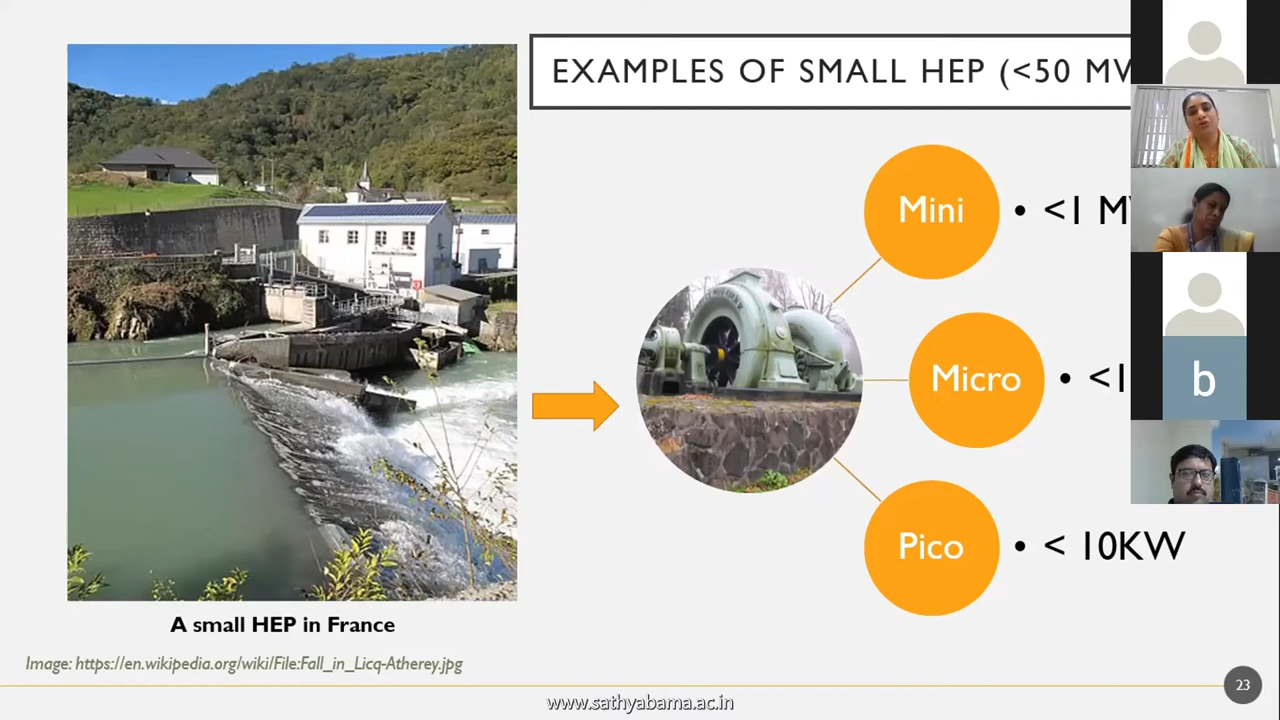 EXAMPLES OF SMALL HEP (<50 MW
Mini
• <1 MW
Micro
• <1
Pico
• < 10KW
b
A small HEP in France
Image: https://en.wikipedia.org/wiki/File:Fall_in_Licq-Atherey.jpg
23
www.sathyabama.ac.in